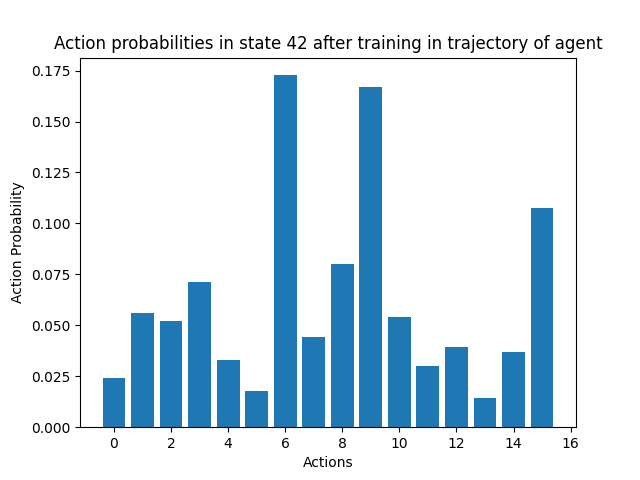 Action probabilities in state 42 after training in trajectory of agent
0.175
0.150
0.125
0.100
0.075
0.050
0.025
0.000
Action Probability
0 2 4 6 8 10 12 14 16
Actions